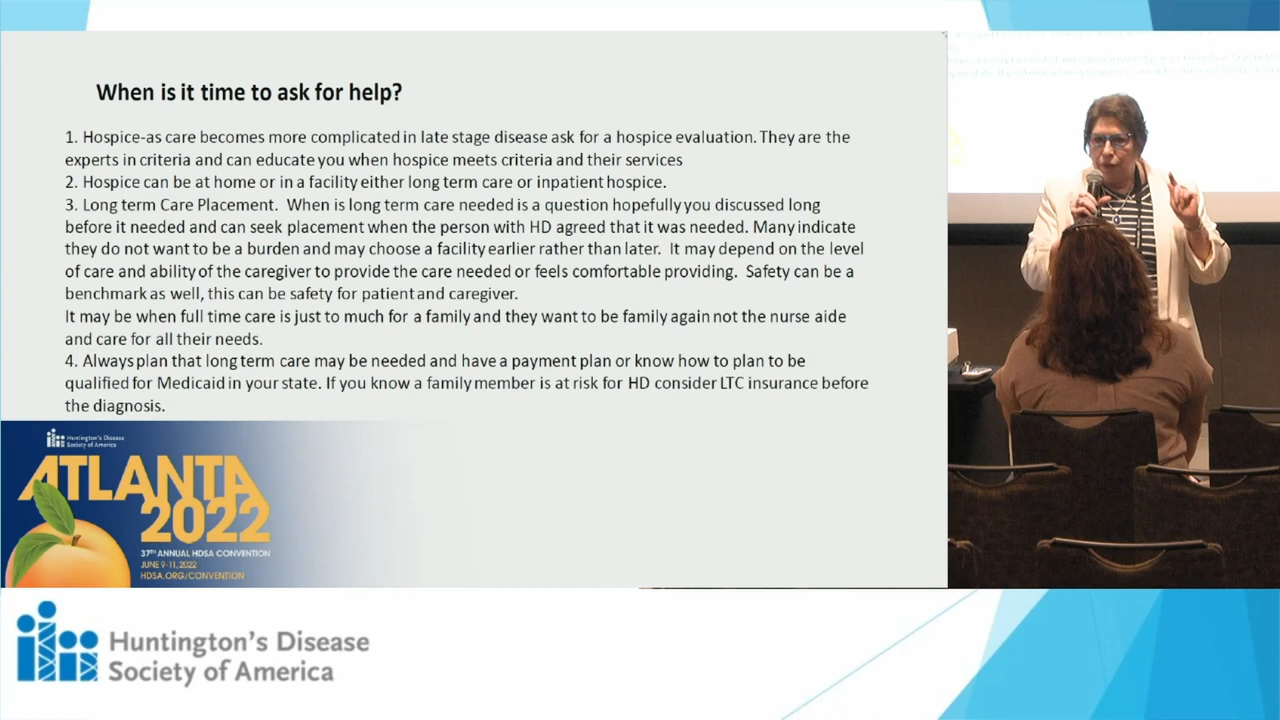 When is it time to ask for help?
1. Hospice-as care becomes more complicated in late stage disease ask for a hospice evaluation. They are the
experts in criteria and can educate you when hospice meets criteria and their services
2. Hospice can be at home or in a facility either long term care or inpatient hospice.
3. Long term Care Placement. When is long term care needed is a question hopefully you discussed long
before it needed and can seek placement when the person with HD agreed that it was needed. Many indicate
they do not want to be a burden and may choose a facility earlier rather than later. It may depend on the level
of care and ability of the caregiver to provide the care needed or feels comfortable providing. Safety can be a
benchmark as well, this can be safety for patient and caregiver.
It may be when full time care is just to much for a family and they want to be family again not the nurse aide
and care for all their needs.
4. Always plan that long term care may be needed and have a payment plan or know how to plan to be
qualified for Medicaid in your state. If you know a family member is at risk for HD consider LTC insurance before
the diagnosis.
Huntington's Disease
Society of America
ATLANTA
2022
37TH ANNUAL HDSA CONVENTION
JUNE 9-11, 2022
HDSA.ORG/CONVENTION
Huntington's Disease
Society of America